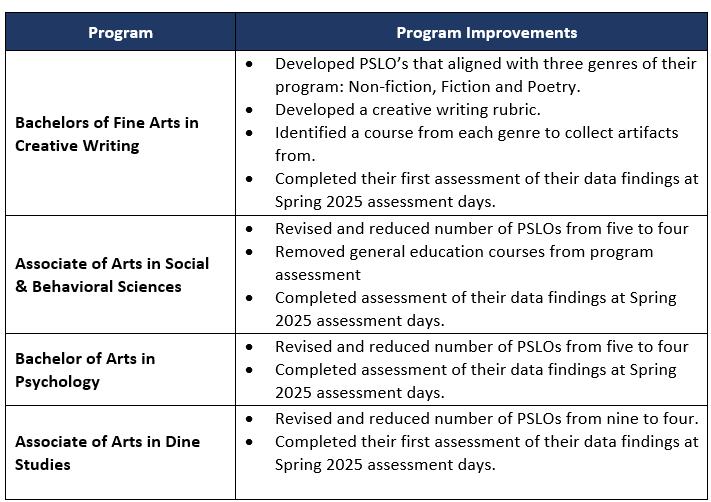 Program Program Improvements
Bachelors of Fine Arts in
Creative Writing
• Developed PSLO’s that aligned with three genres of their
program: Non-fiction, Fiction and Poetry.
• Developed a creative writing rubric.
• Identified a course from each genre to collect artifacts
from.
• Completed their first assessment of their data findings at
Spring 2025 assessment days.
Associate of Arts in Social
& Behavioral Sciences
• Revised and reduced number of PSLOs from five to four
• Removed general education courses from program
assessment
• Completed assessment of their data findings at Spring
2025 assessment days.
Bachelor of Arts in
Psychology
• Revised and reduced number of PSLOs from five to four
• Completed assessment of their data findings at Spring
2025 assessment days.
Associate of Arts in Dine
Studies
• Revised and reduced number of PSLOs from nine to four.
• Completed their first assessment of their data findings at
Spring 2025 assessment days.